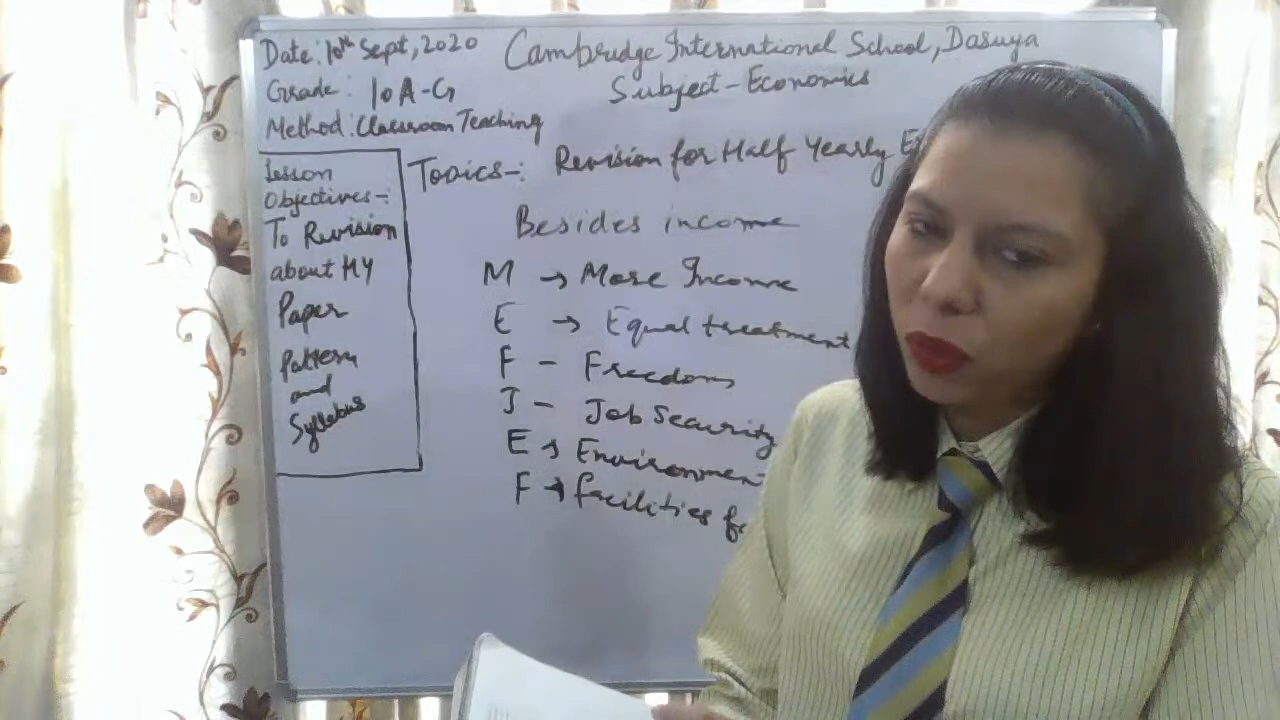 Date: 10th Sept, 2020
Cambridge International School, Dasuya
Grade: 10 A-G
Subject-Economics
Method: Classroom Teaching
Lesson
Objectives-:
To Revision
about HY
Paper
Pattern
and
Syllabus
Topics-: Revision for Half Yearly
Besides income
M → More Income
E → Equal treatment
F - Freedom
J - Job Security
E → Environment
F → facilities